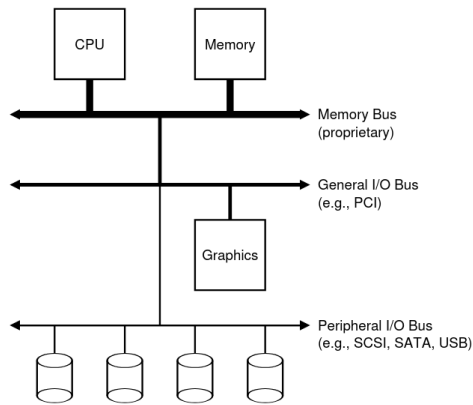 CPU
Memory
Memory Bus
(proprietary)
General I/O Bus
(e.g., PCI)
Graphics
Peripheral I/O Bus
(e.g., SCSI, SATA, USB)